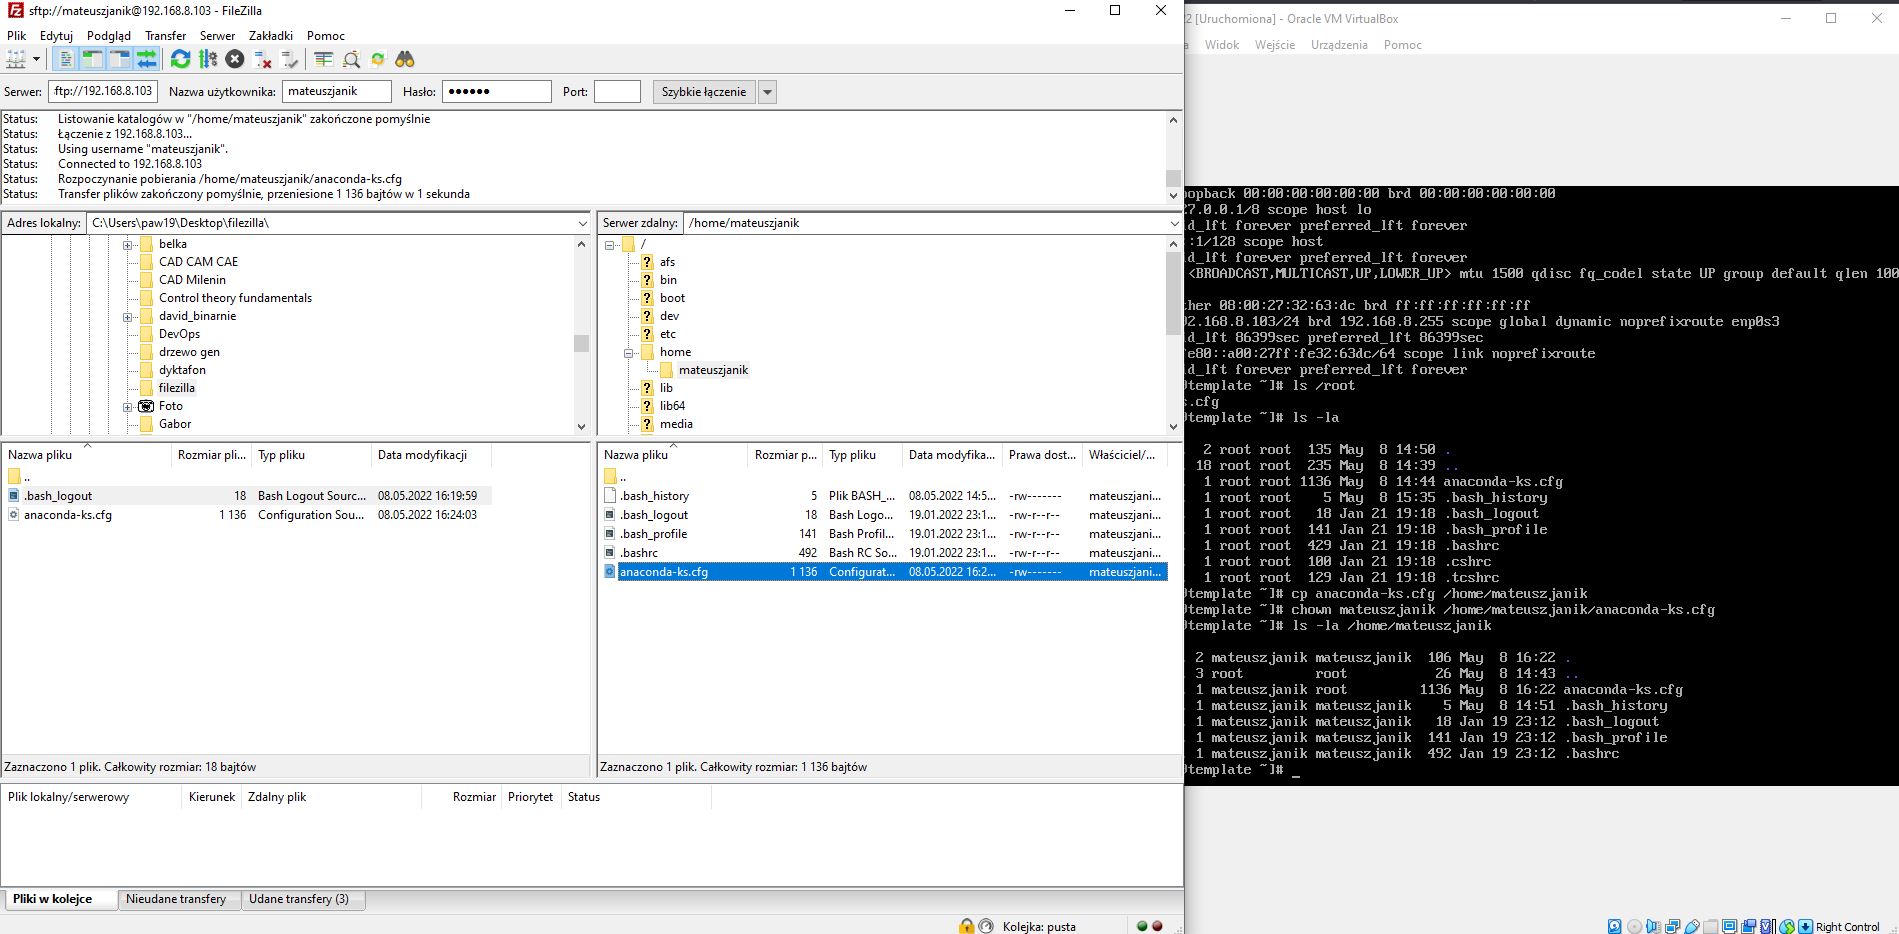 sftp://mateuszjanik@192.168.8.103 - FileZilla
Plik Edytuj Podgląd Transfer Serwer Zakładki Pomoc
Serwer: ftp://192.168.8.103 Nazwa użytkownika: mateuszjanik Hasło: ●●●●●● Port: Szybkie łączenie
Status: Listowanie katalogów w "/home/mateuszjanik" zakończone pomyślnie
Status: Łączenie z 192.168.8.103...
Status: Using username "mateuszjanik".
Status: Connected to 192.168.8.103
Status: Rozpoczynanie pobierania /home/mateuszjanik/anaconda-ks.cfg
Status: Transfer plików zakończony pomyślnie, przeniesione 1 136 bajtów w 1 sekunda
Adres lokalny: C:\Users\paw19\Desktop\filezilla\
belka
CAD CAM CAE
CAD Milenin
Control theory fundamentals
david_binarnie
DevOps
drzewo gen
dyktafon
filezilla
Foto
Gabor
Serwer zdalny: /home/mateuszjanik
/
? afs
? bin
? boot
? dev
? etc
home
mateuszjanik
? lib
? lib64
? media
Nazwa pliku Rozmiar pli... Typ pliku Data modyfikacji
..
.bash_logout 18 Bash Logout Sourc... 08.05.2022 16:19:59
anaconda-ks.cfg 1 136 Configuration Sou... 08.05.2022 16:24:03
Zaznaczono 1 plik. Całkowity rozmiar: 18 bajtów
Nazwa pliku Rozmiar p... Typ pliku Data modyfika... Prawa dost... Właściciel/...
..
.bash_history 5 Plik BASH_... 08.05.2022 14:5... -rw------- mateuszjani...
.bash_logout 18 Bash Logo... 19.01.2022 23:1... -rw-r--r-- mateuszjani...
.bash_profile 141 Bash Profil... 19.01.2022 23:1... -rw-r--r-- mateuszjani...
.bashrc 492 Bash RC So... 19.01.2022 23:1... -rw-r--r-- mateuszjani...
anaconda-ks.cfg 1 136 Configurat... 08.05.2022 16:2... -rw------- mateuszjani...
Zaznaczono 1 plik. Całkowity rozmiar: 1 136 bajtów
Plik lokalny/serwerowy Kierunek Zdalny plik Rozmiar Priorytet Status
Pliki w kolejce Nieudane transfery Udane transfery (3)
Kolejka: pusta
2 [Uruchomiona] - Oracle VM VirtualBox
a Widok Wejście Urządzenia Pomoc
oopback 00:00:00:00:00:00 brd 00:00:00:00:00:00
27.0.0.1/8 scope host lo
id_lft forever preferred_lft forever
::1/128 scope host
id_lft forever preferred_lft forever
<BROADCAST,MULTICAST,UP,LOWER_UP> mtu 1500 qdisc fq_codel state UP group default qlen 100
ther 08:00:27:32:63:dc brd ff:ff:ff:ff:ff:ff
92.168.8.103/24 brd 192.168.8.255 scope global dynamic noprefixroute enp0s3
id_lft 86399sec preferred_lft 86399sec
fe80::a00:27ff:fe32:63dc/64 scope link noprefixroute
id_lft forever preferred_lft forever
@template ~]# ls /root
s.cfg
@template ~]# ls -la
2 root root 135 May 8 14:50 .
18 root root 235 May 8 14:39 ..
1 root root 1136 May 8 14:44 anaconda-ks.cfg
1 root root 5 May 8 15:35 .bash_history
1 root root 18 Jan 21 19:18 .bash_logout
1 root root 141 Jan 21 19:18 .bash_profile
1 root root 429 Jan 21 19:18 .bashrc
1 root root 100 Jan 21 19:18 .cshrc
1 root root 129 Jan 21 19:18 .tcshrc
@template ~]# cp anaconda-ks.cfg /home/mateuszjanik
@template ~]# chown mateuszjanik /home/mateuszjanik/anaconda-ks.cfg
@template ~]# ls -la /home/mateuszjanik
2 mateuszjanik mateuszjanik 106 May 8 16:22 .
3 root root 26 May 8 14:43 ..
1 mateuszjanik root 1136 May 8 16:22 anaconda-ks.cfg
1 mateuszjanik mateuszjanik 5 May 8 14:51 .bash_history
1 mateuszjanik mateuszjanik 18 Jan 19 23:12 .bash_logout
1 mateuszjanik mateuszjanik 141 Jan 19 23:12 .bash_profile
1 mateuszjanik mateuszjanik 492 Jan 19 23:12 .bashrc
@template ~]# _
Right Control